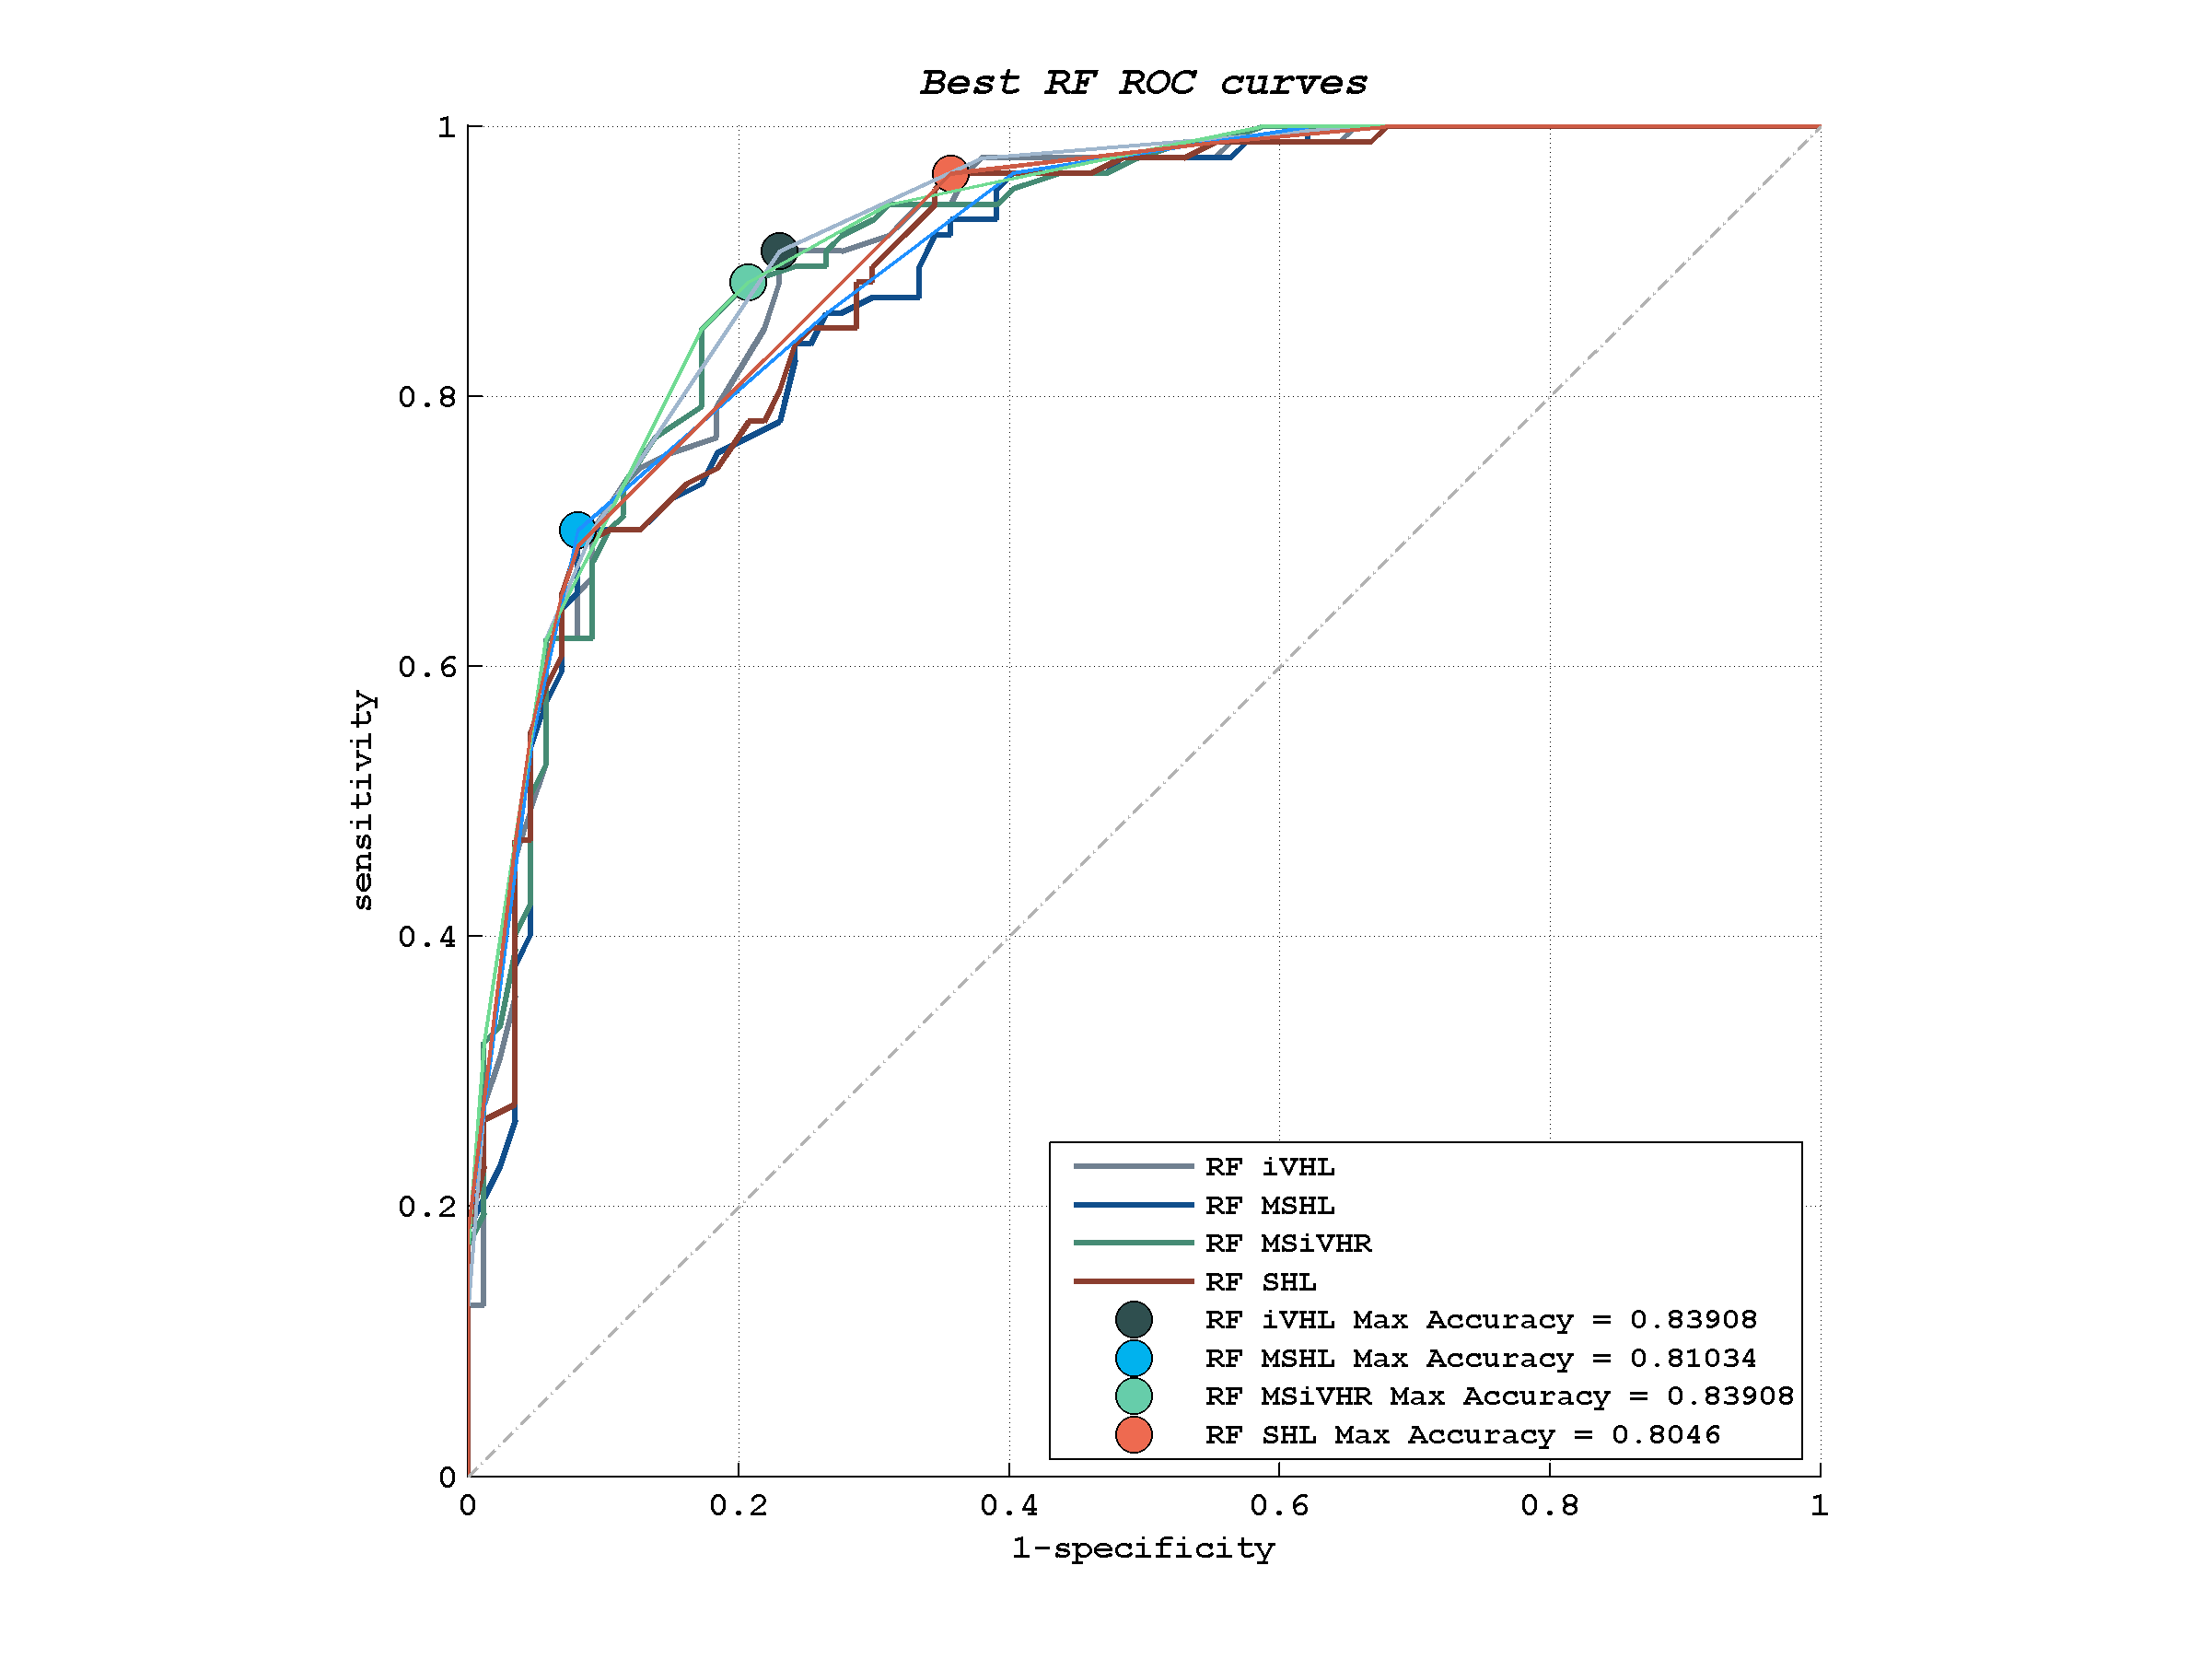 Best RF ROC curves
1
0.8
0.6
0.4
0.2
0
sensitivity
0 0.2 0.4 0.6 0.8 1
1-specificity
RF iVHL
RF MSHL
RF MSiVHR
RF SHL
RF iVHL Max Accuracy = 0.83908
RF MSHL Max Accuracy = 0.81034
RF MSiVHR Max Accuracy = 0.83908
RF SHL Max Accuracy = 0.8046